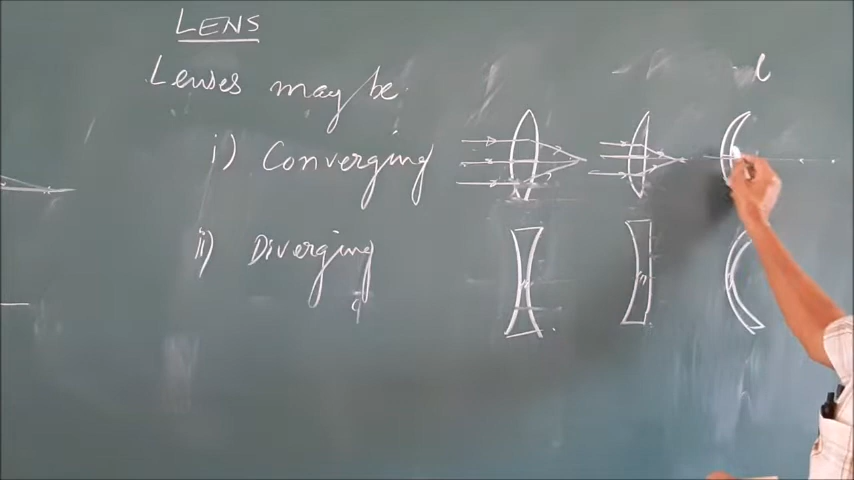 LENS
Lenses may be
i) Converging
ii) Diverging